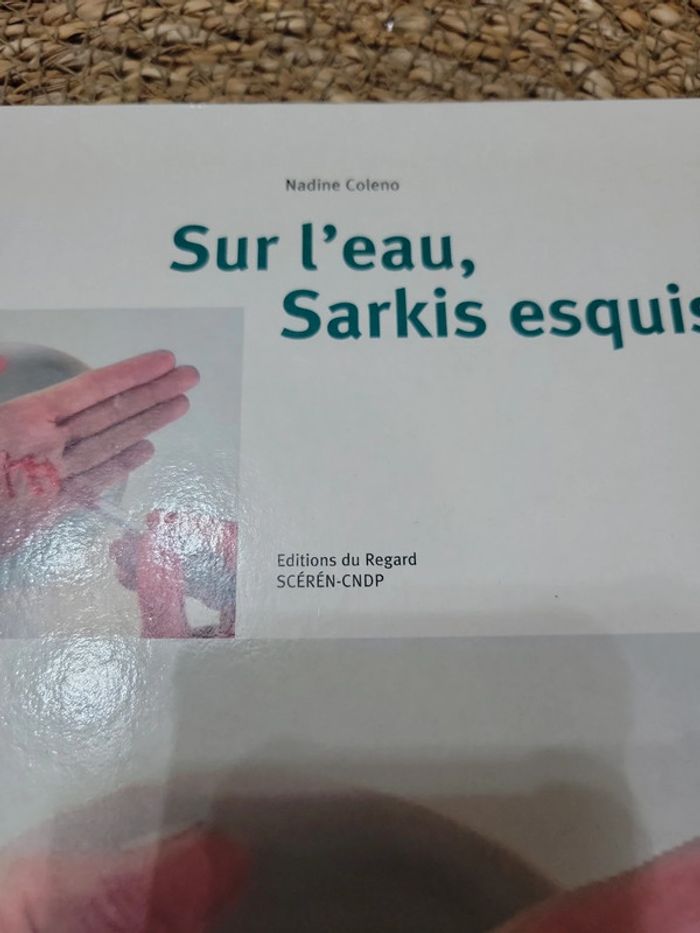 Nadine Coleno
Sur l'eau,
Sarkis esquis
Editions du Regard
SCÉRÉN-CNDP